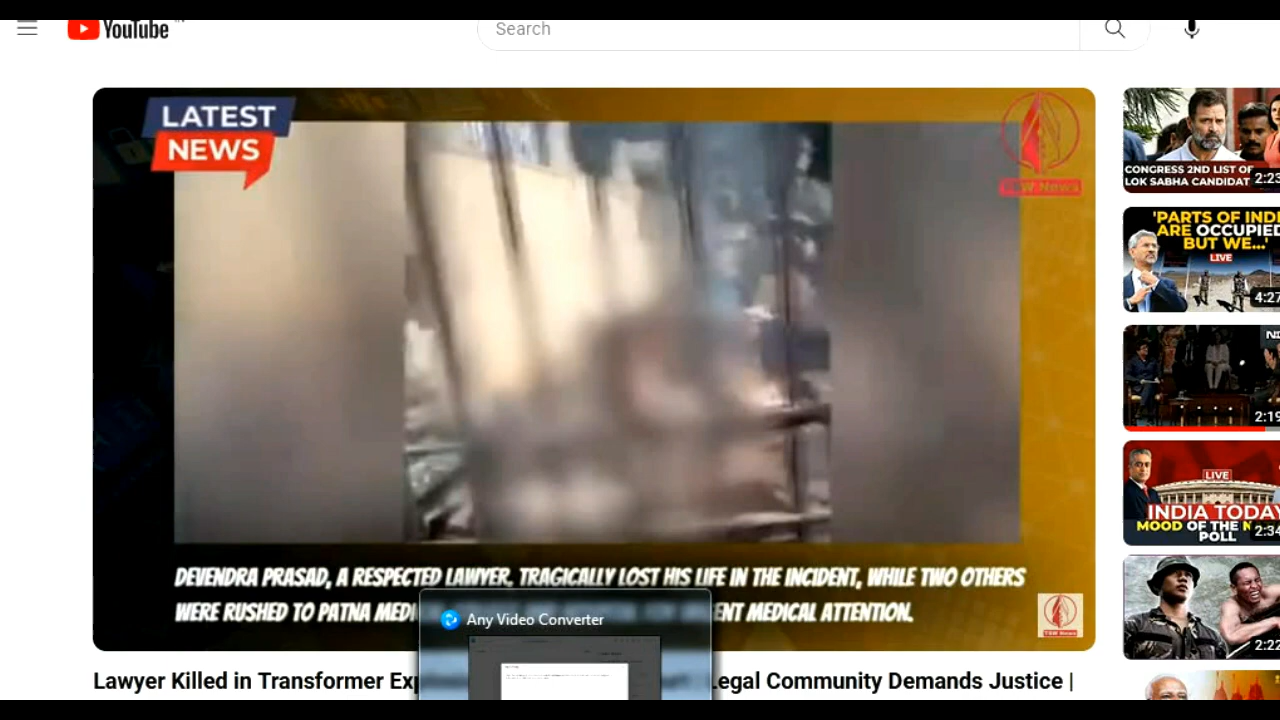 YouTube
Search
LATEST
NEWS
T&W News
DEVENDRA PRASAD, A RESPECTED LAWYER, TRAGICALLY LOST HIS LIFE IN THE INCIDENT, WHILE TWO OTHERS
WERE RUSHED TO PATNA MEDI
ENT MEDICAL ATTENTION.
Any Video Converter
Lawyer Killed in Transformer Exp
Legal Community Demands Justice |
CONGRESS 2ND LIST OF
LOK SABHA CANDIDAT
2:23
'PARTS OF INDI
ARE OCCUPIED
BUT WE...'
LIVE
4:27
2:19
LIVE
INDIA TODAY
MOOD OF THE N
POLL
2:34
2:22